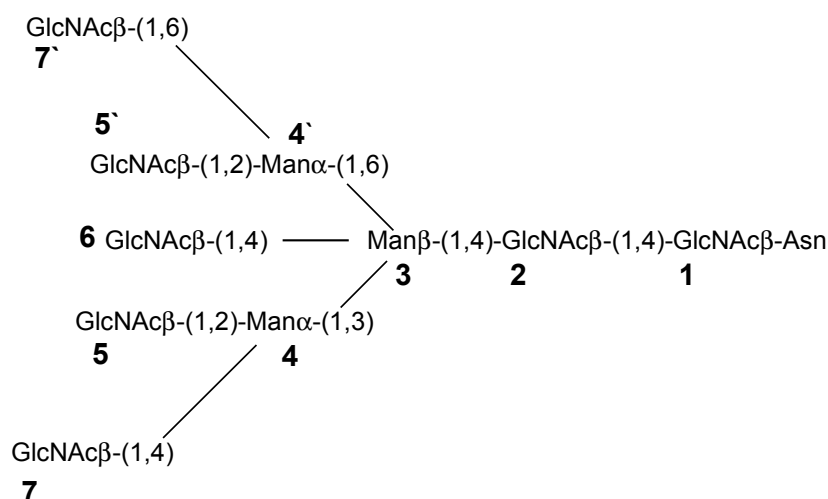 GlcNAcβ-(1,6)
7`
5` 4`
GlcNAcβ-(1,2)-Manα-(1,6)
6 GlcNAcβ-(1,4) Manβ-(1,4)-GlcNAcβ-(1,4)-GlcNAcβ-Asn
3 2 1
GlcNAcβ-(1,2)-Manα-(1,3)
5 4
GlcNAcβ-(1,4)
7